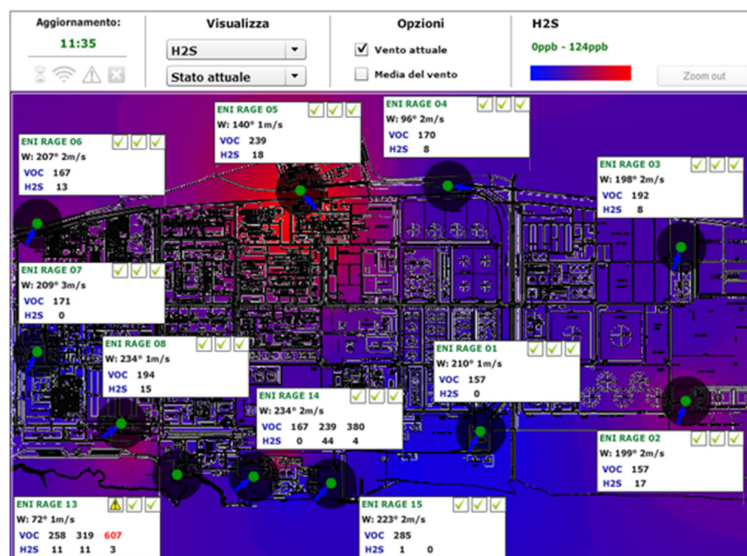 Aggiornamento:
11:35
Visualizza
H2S
Stato attuale
Opzioni
Vento attuale
Media del vento
H2S
0ppb - 124ppb
Zoom out
ENI RAGE 05
W: 140° 1m/s
VOC 239
H2S 18
ENI RAGE 04
W: 96° 2m/s
VOC 170
H2S 8
ENI RAGE 06
W: 207° 2m/s
VOC 167
H2S 13
ENI RAGE 03
W: 198° 2m/s
VOC 192
H2S 8
ENI RAGE 07
W: 209° 3m/s
VOC 171
H2S 0
ENI RAGE 08
W: 234° 1m/s
VOC 194
H2S 15
ENI RAGE 01
W: 210° 1m/s
VOC 157
H2S 0
ENI RAGE 14
W: 234° 2m/s
VOC 167 239 380
H2S 0 44 4
ENI RAGE 02
W: 199° 2m/s
VOC 157
H2S 17
ENI RAGE 13
W: 72° 1m/s
VOC 258 319 607
H2S 11 11 3
ENI RAGE 15
W: 223° 2m/s
VOC 285
H2S 1 0